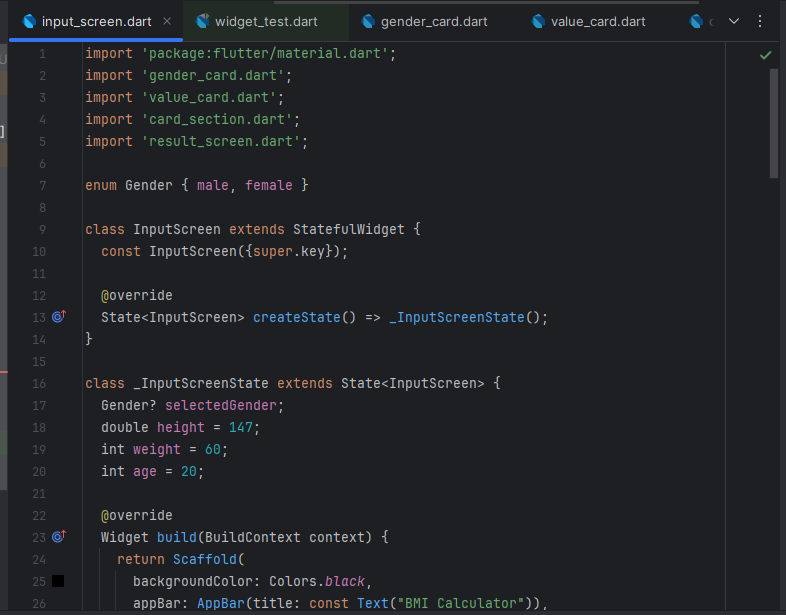 input_screen.dart × widget_test.dart gender_card.dart value_card.dart
1 import 'package:flutter/material.dart';
2 import 'gender_card.dart';
3 import 'value_card.dart';
4 import 'card_section.dart';
5 import 'result_screen.dart';
6
7 enum Gender { male, female }
8
9 class InputScreen extends StatefulWidget {
10 const InputScreen({super.key});
11
12 @override
13 State<InputScreen> createState() => _InputScreenState();
14 }
15
16 class _InputScreenState extends State<InputScreen> {
17 Gender? selectedGender;
18 double height = 147;
19 int weight = 60;
20 int age = 20;
21
22 @override
23 Widget build(BuildContext context) {
24 return Scaffold(
25 backgroundColor: Colors.black,
26 appBar: AppBar(title: const Text("BMI Calculator")),